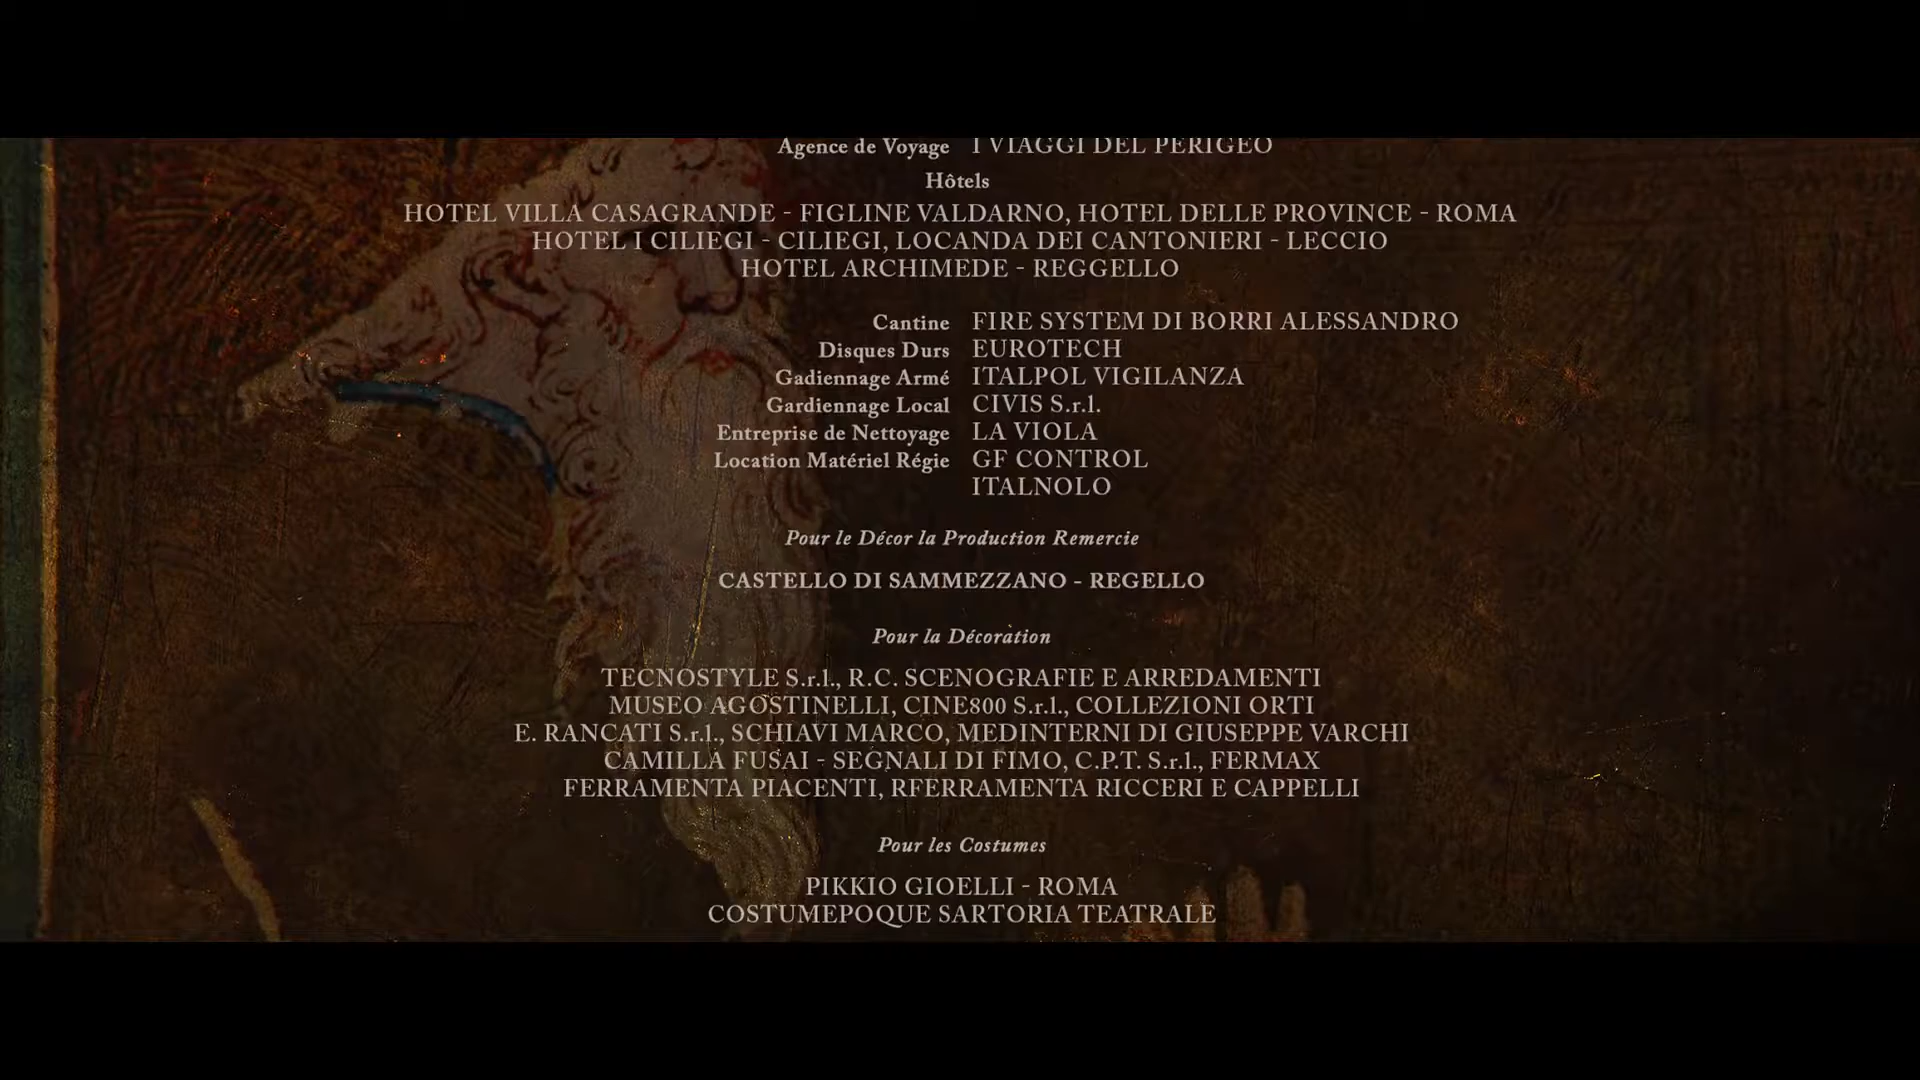 Agence de Voyage I VIAGGI DEL PERIGEO
Hôtels
HOTEL VILLA CASAGRANDE - FIGLINE VALDARNO, HOTEL DELLE PROVINCE - ROMA
HOTEL I CILIEGI - CILIEGI, LOCANDA DEI CANTONIERI - LECCIO
HOTEL ARCHIMEDE - REGGELLO
Cantine FIRE SYSTEM DI BORRI ALESSANDRO
Disques Durs EUROTECH
Gadiennage Armé ITALPOL VIGILANZA
Gardiennage Local CIVIS S.r.l.
Entreprise de Nettoyage LA VIOLA
Location Matériel Régie GF CONTROL
ITALNOLO
Pour le Décor la Production Remercie
CASTELLO DI SAMMEZZANO - REGELLO
Pour la Décoration
TECNOSTYLE S.r.l., R.C. SCENOGRAFIE E ARREDAMENTI
MUSEO AGOSTINELLI, CINE800 S.r.l., COLLEZIONI ORTI
E. RANCATI S.r.l., SCHIAVI MARCO, MEDINTERNI DI GIUSEPPE VARCHI
CAMILLA FUSAI - SEGNALI DI FIMO, C.P.T. S.r.l., FERMAX
FERRAMENTA PIACENTI, RFERRAMENTA RICCERI E CAPPELLI
Pour les Costumes
PIKKIO GIOELLI - ROMA
COSTUMEPOQUE SARTORIA TEATRALE